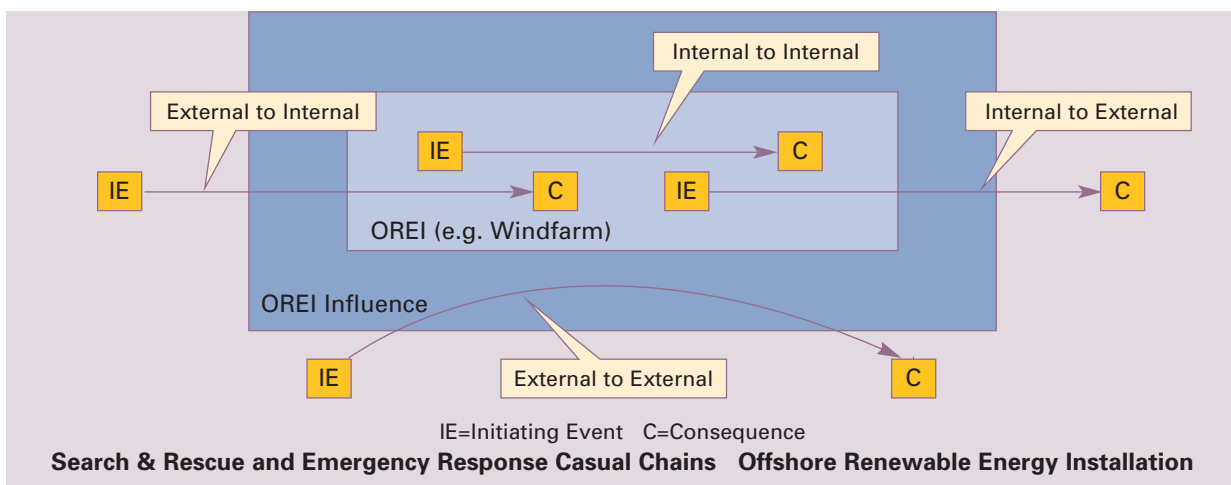 Internal to Internal
External to Internal
Internal to External
IE
C
IE
C
IE
C
OREI (e.g. Windfarm)
OREI Influence
IE
External to External
C
IE=Initiating Event C=Consequence
Search & Rescue and Emergency Response Casual Chains Offshore Renewable Energy Installation